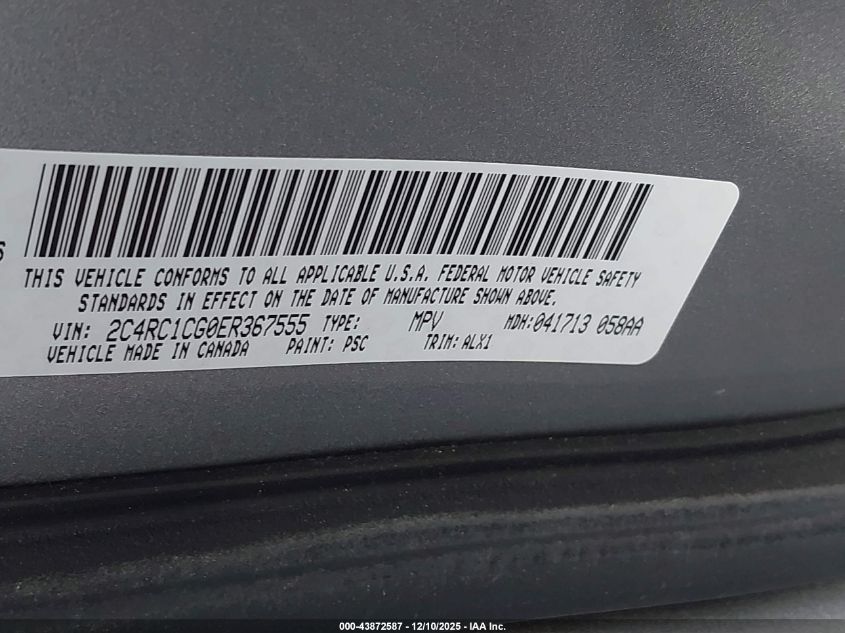 S
THIS VEHICLE CONFORMS TO ALL APPLICABLE U.S.A. FEDERAL MOTOR VEHICLE SAFETY
STANDARDS IN EFFECT ON THE DATE OF MANUFACTURE SHOWN ABOVE.
VIN: 2C4RC1CG0ER367555 TYPE: MPV MDH:041713 058AA
VEHICLE MADE IN CANADA PAINT: PSC TRIM: ALX1
000-43872587 - 12/10/2025 - IAA Inc.